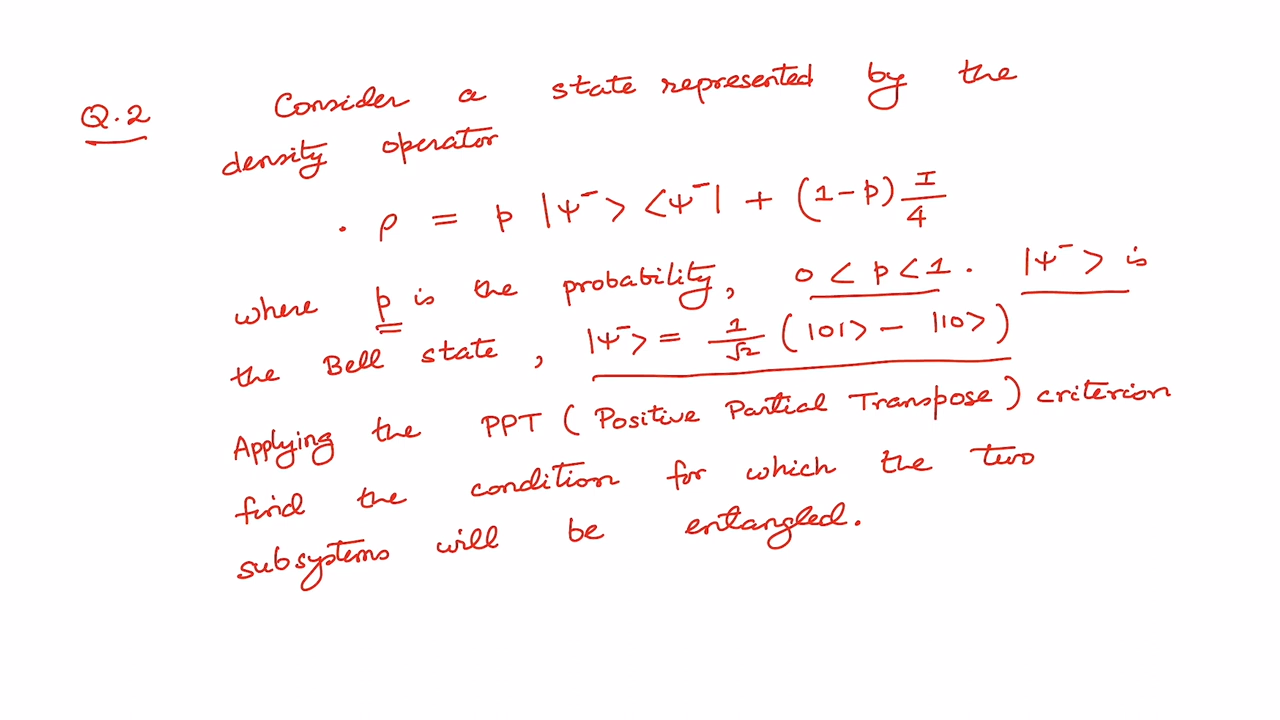 Q.2 Consider a state represented by the
density operator
. ρ = p |ψ⁻> <ψ⁻| + (1-p) I/4
where p is the probability, 0 < p < 1. |ψ⁻> is
the Bell state, |ψ⁻> = 1/√2 (|01> - |10>)
Applying the PPT (Positive Partial Transpose) criterion
find the condition for which the two
subsystems will be entangled.